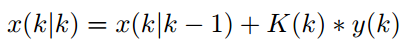 x(k|k) = x(k|k − 1) + K(k) ∗ y(k)